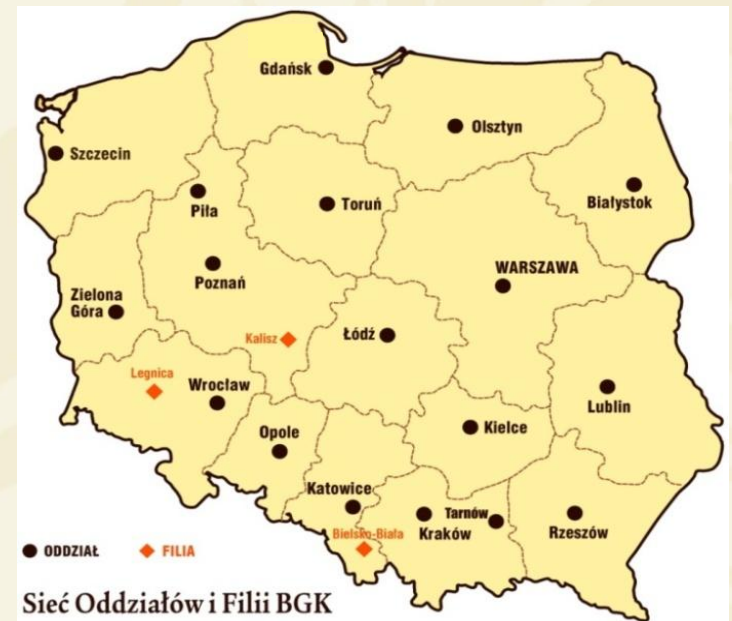 Gdańsk
Olsztyn
Szczecin
Białystok
Piła
Toruń
Poznań
WARSZAWA
Zielona
Góra
Kalisz
Łódź
Legnica
Wrocław
Lublin
Opole
Kielce
Katowice
Tarnów
Bielsko-Biała
Kraków
Rzeszów
ODDZIAŁ
FILIA
Sieć Oddziałów i Filii BGK